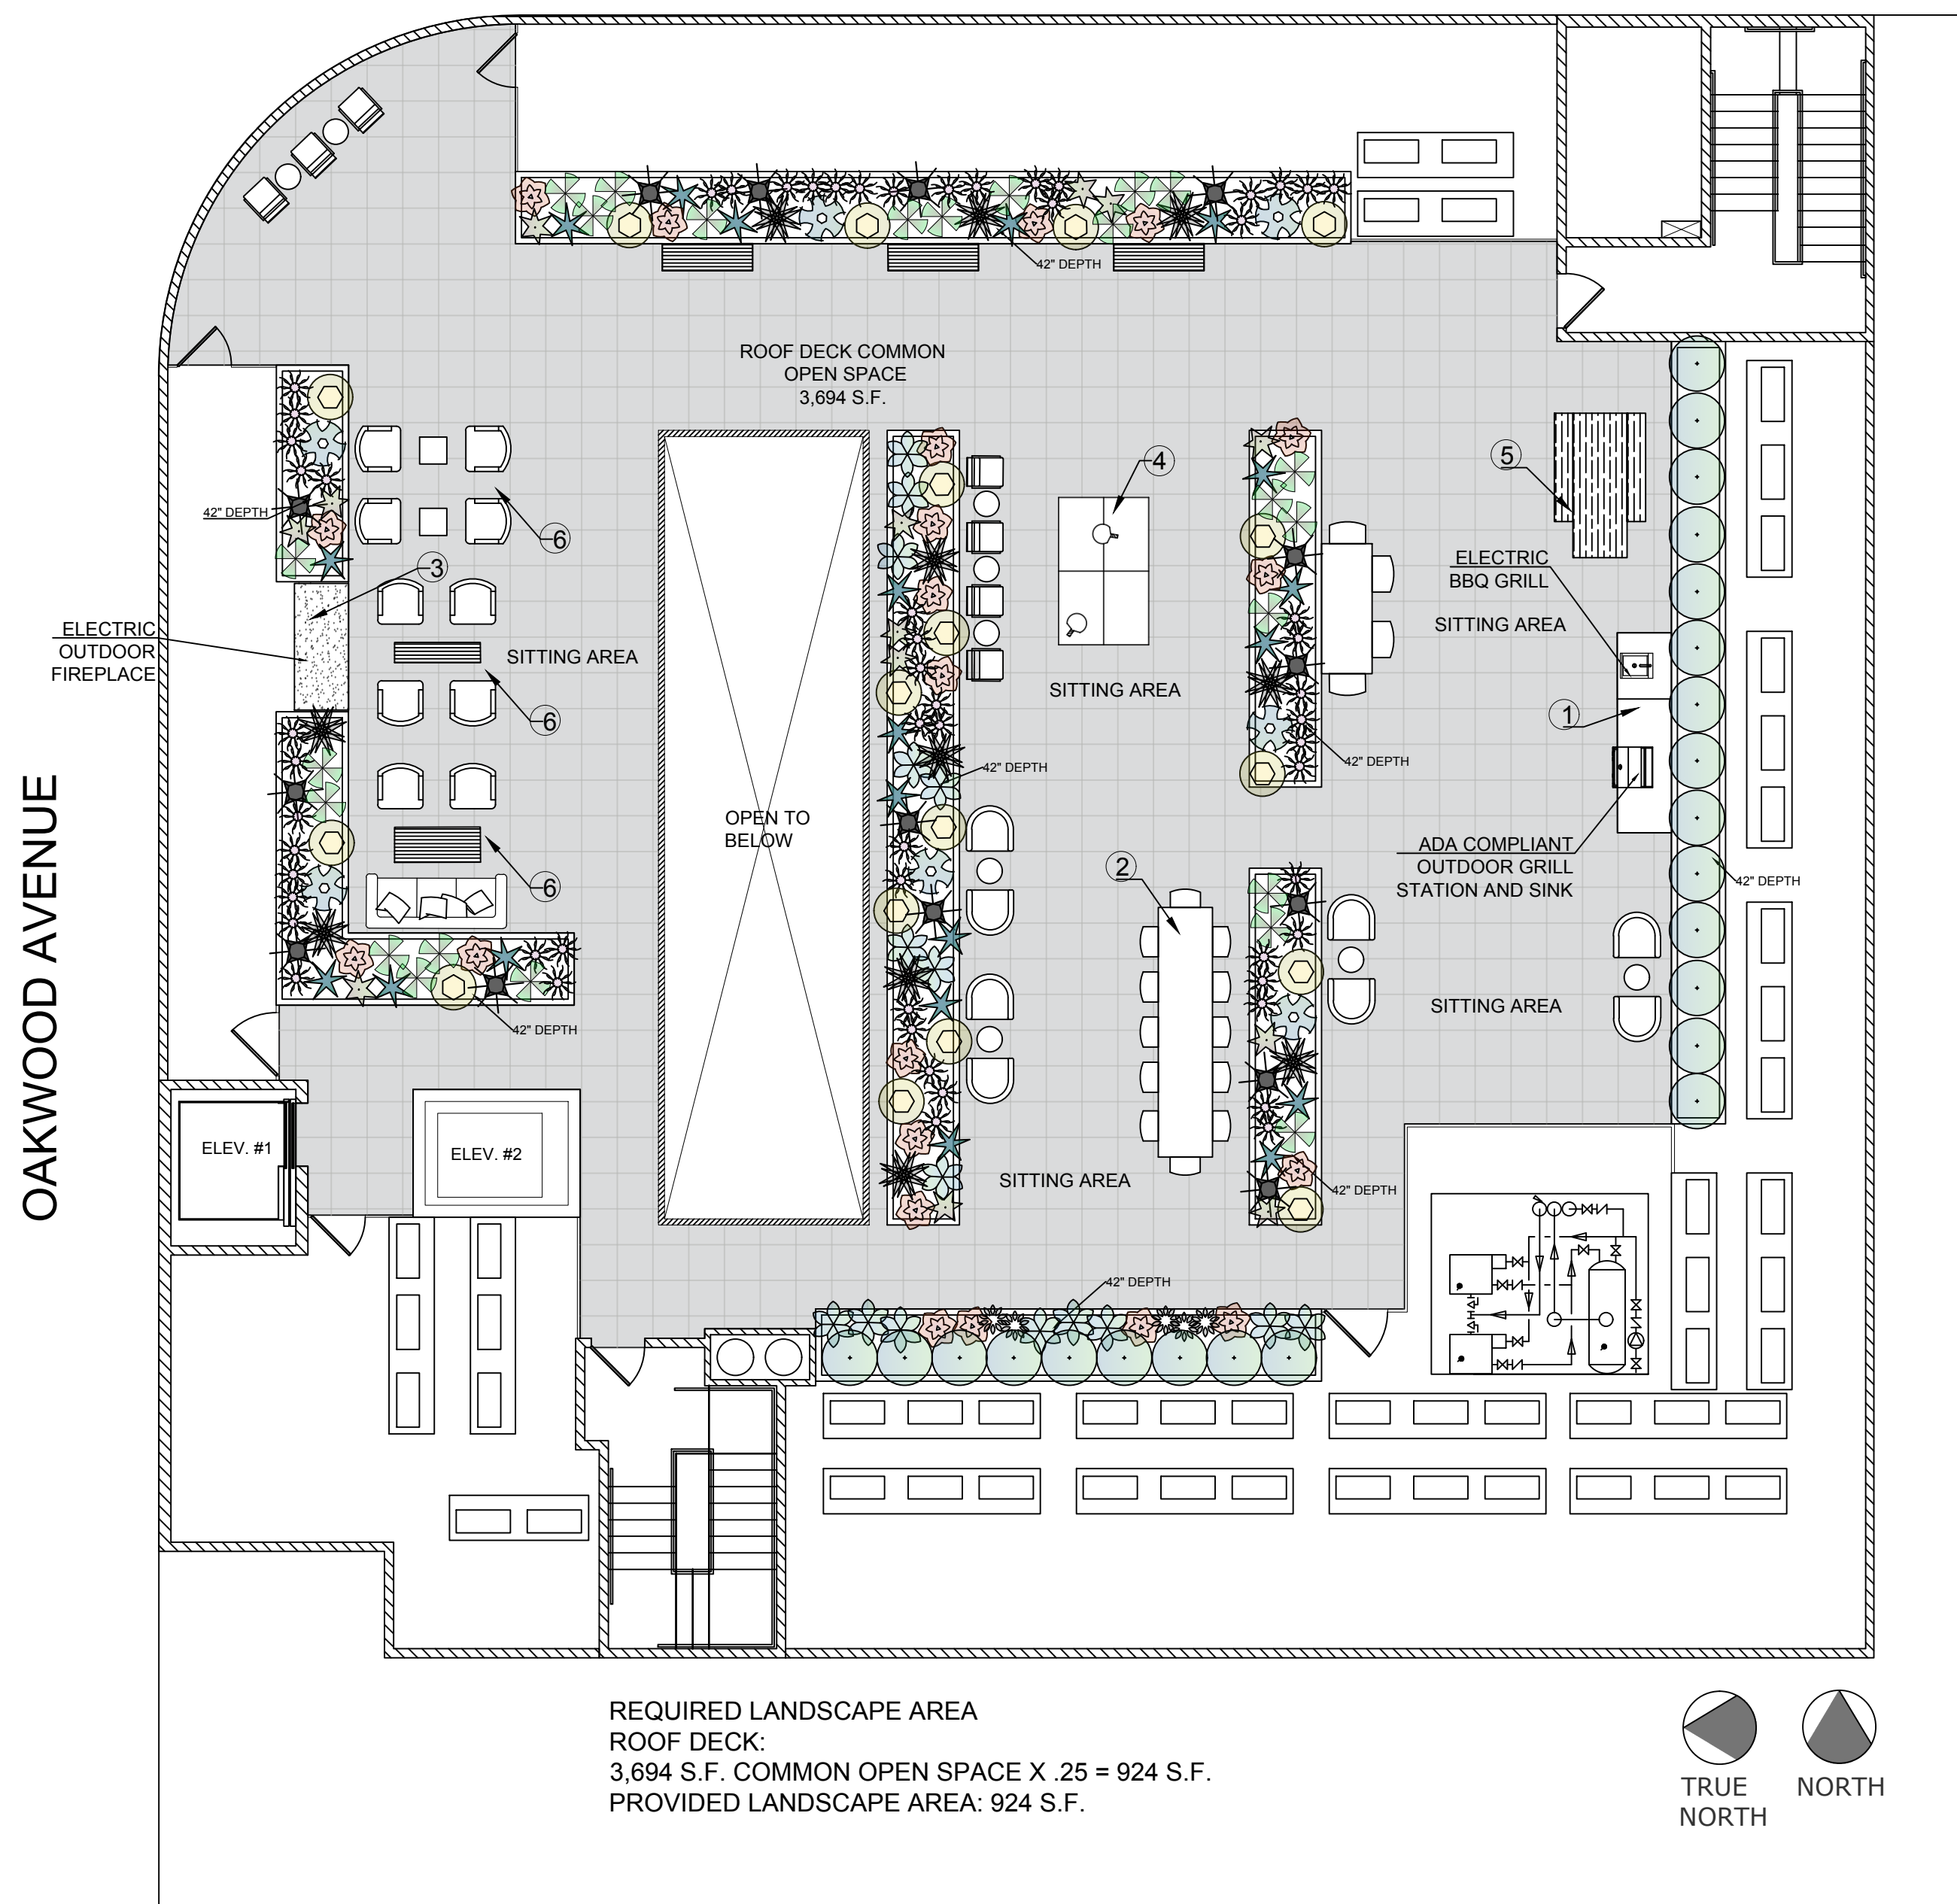 42" DEPTH
ROOF DECK COMMON
OPEN SPACE
3,694 S.F.
4
5
42" DEPTH
6
3
ELECTRIC
BBQ GRILL
ELECTRIC
OUTDOOR
FIREPLACE
SITTING AREA
SITTING AREA
SITTING AREA
6
1
42" DEPTH
42" DEPTH
OPEN TO
BELOW
2
ADA COMPLIANT
OUTDOOR GRILL
STATION AND SINK
42" DEPTH
6
OAKWOOD AVENUE
SITTING AREA
42" DEPTH
ELEV. #1
ELEV. #2
SITTING AREA
42" DEPTH
42" DEPTH
REQUIRED LANDSCAPE AREA
ROOF DECK:
3,694 S.F. COMMON OPEN SPACE X .25 = 924 S.F.
PROVIDED LANDSCAPE AREA: 924 S.F.
TRUE
NORTH
NORTH